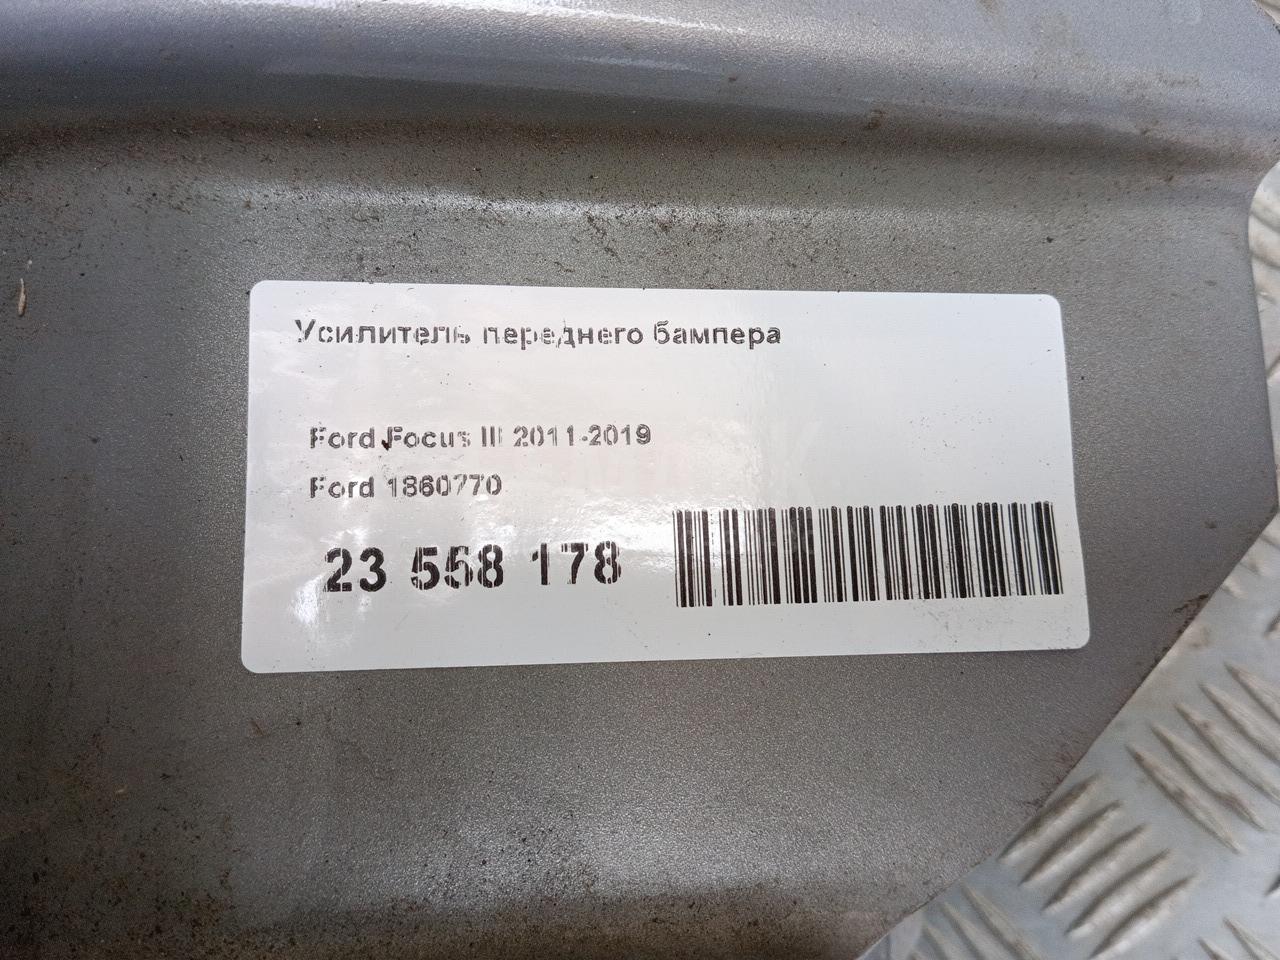 Усилитель переднего бампера
Ford Focus III 2011-2019
Ford 1860770
23 558 178